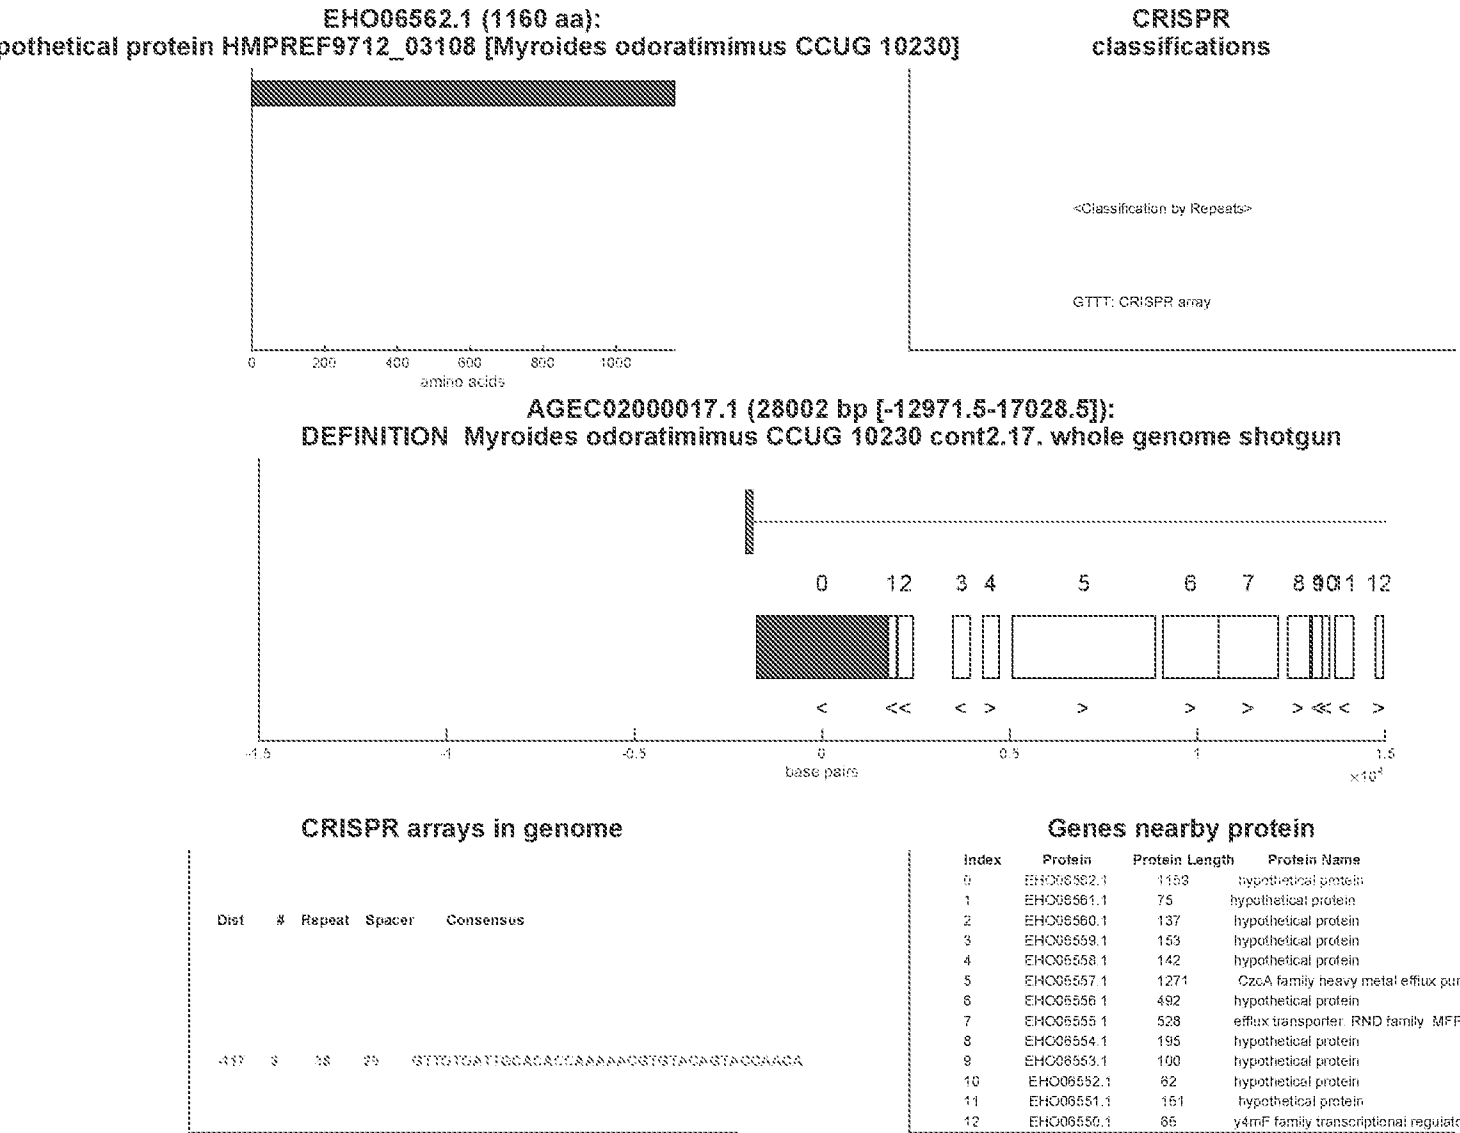 EHO06562.1 (1160 aa):
pothetical protein HMPREF9712_03108 [Myroides odoratimimus CCUG 10230]
CRISPR
classifications
<Classification by Repeats>
GTTT: CRISPR array
0 200 400 600 800 1000
amino acids
AGEC02000017.1 (28002 bp [-12971.5-17028.5]):
DEFINITION Myroides odoratimimus CCUG 10230 cont2.17. whole genome shotgun
0 1 2 3 4 5 6 7 8 9 10 11 12
< < < < > > > > > < < < >
-1.5 -1 -0.5 0 0.5 1 1.5
base pairs
×10⁴
CRISPR arrays in genome
Dist # Repeat Spacer Consensus
Genes nearby protein
Index Protein Protein Length Protein Name
0 EHO06562.1 hypothetical protein
1 EHO06561.1 75 hypothetical protein
2 EHO06560.1 137 hypothetical protein
3 EHO06559.1 153 hypothetical protein
4 EHO06558.1 142 hypothetical protein
5 EHO06557.1 1271 CzcA family heavy metal efflux pur
6 EHO06556.1 492 hypothetical protein
7 EHO06555.1 528 efflux transporter, RND family, MFP
8 EHO06554.1 195 hypothetical protein
9 EHO06553.1 100 hypothetical protein
10 EHO06552.1 62 hypothetical protein
11 EHO06551.1 hypothetical protein
12 EHO06550.1 y4mF family transcriptional regulato